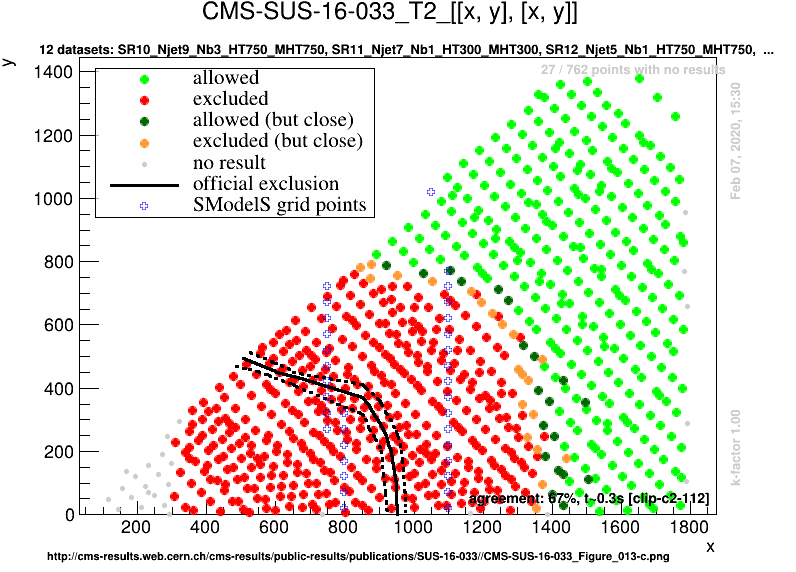 CMS-SUS-16-033_T2_[[x, y], [x, y]]
12 datasets: SR10_Njet9_Nb3_HT750_MHT750, SR11_Njet7_Nb1_HT300_MHT300, SR12_Njet5_Nb1_HT750_MHT750, ...
y
27 / 762 points with no results
allowed
excluded
allowed (but close)
excluded (but close)
no result
official exclusion
SModelS grid points
1400
1200
1000
800
600
400
200
0
Feb 07, 2020, 15:30
k-factor 1.00
agreement: 67%, t~0.3s [clip-c2-112]
200 400 600 800 1000 1200 1400 1600 1800
x
http://cms-results.web.cern.ch/cms-results/public-results/publications/SUS-16-033//CMS-SUS-16-033_Figure_013-c.png